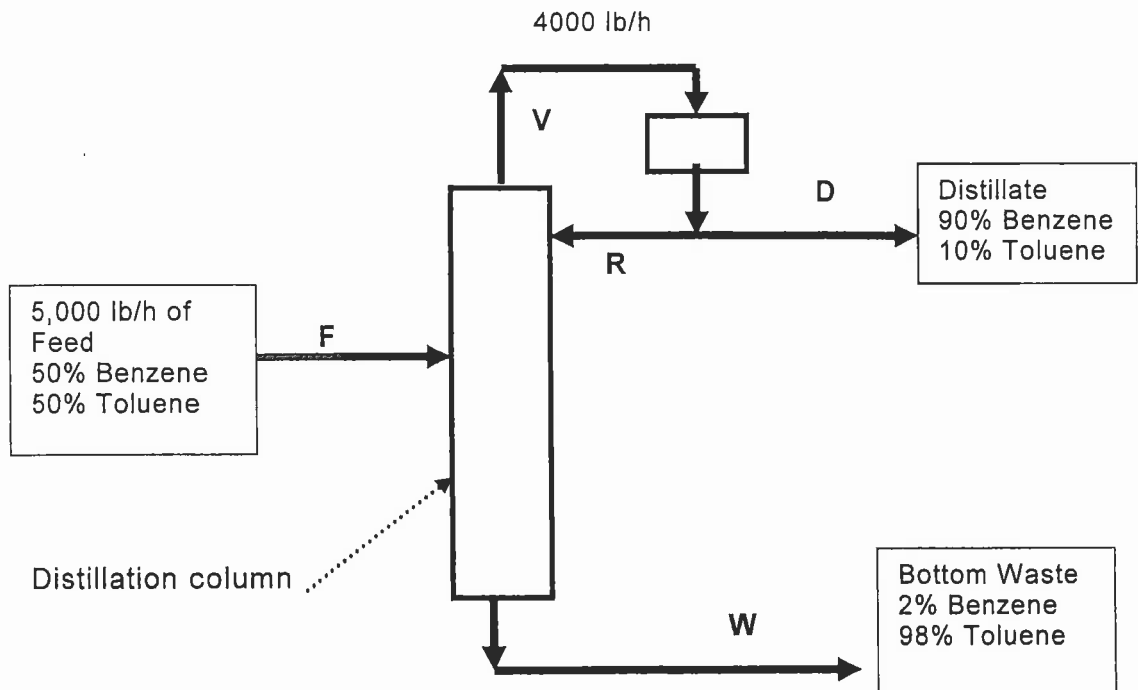 4000 lb/h
V
D
Distillate
90% Benzene
10% Toluene
R
5,000 lb/h of
Feed
50% Benzene
50% Toluene
F
Distillation column
W
Bottom Waste
2% Benzene
98% Toluene